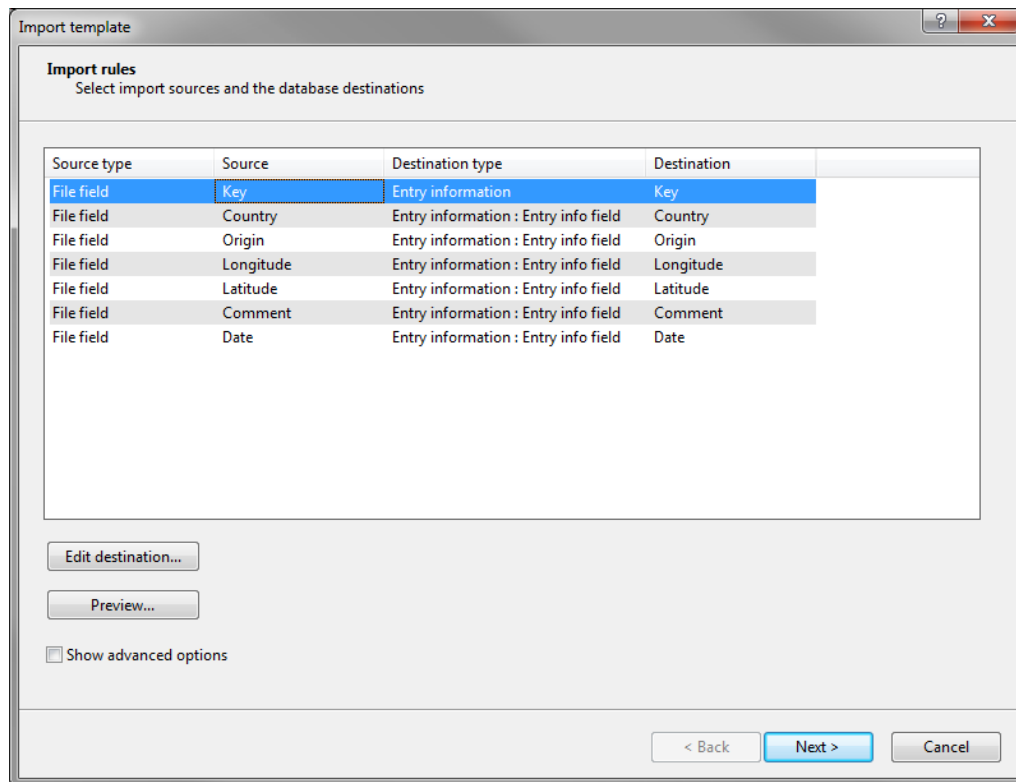 Import template
?
Import rules
Select import sources and the database destinations
Source type Source Destination type Destination
File field Key Entry information Key
File field Country Entry information : Entry info field Country
File field Origin Entry information : Entry info field Origin
File field Longitude Entry information : Entry info field Longitude
File field Latitude Entry information : Entry info field Latitude
File field Comment Entry information : Entry info field Comment
File field Date Entry information : Entry info field Date
Edit destination...
Preview...
Show advanced options
< Back Next > Cancel